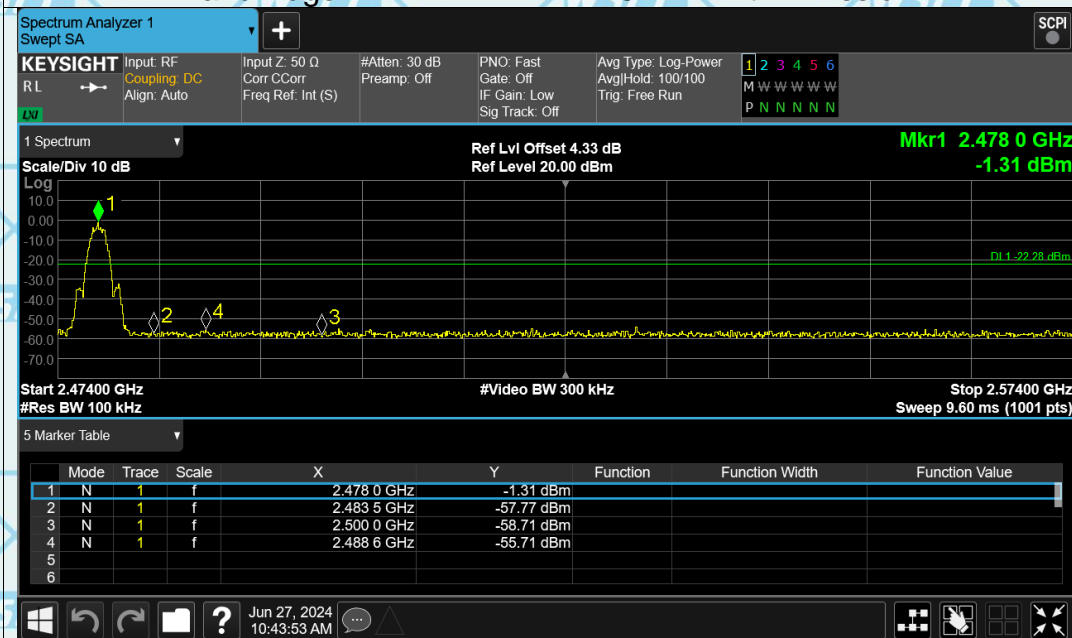 Spectrum Analyzer 1
Swept SA
+
SCPI
KEYSIGHT
RL
LXI
Input: RF
Coupling: DC
Align: Auto
Input Z: 50 Ω
Corr CCorr
Freq Ref: Int (S)
#Atten: 30 dB
Preamp: Off
PNO: Fast
Gate: Off
IF Gain: Low
Sig Track: Off
Avg Type: Log-Power
Avg|Hold: 100/100
Trig: Free Run
1 2 3 4 5 6
M W W W W W
P N N N N N
1 Spectrum
Scale/Div 10 dB
Ref Lvl Offset 4.33 dB
Ref Level 20.00 dBm
Mkr1 2.478 0 GHz
-1.31 dBm
Log
10.0
0.00
-10.0
-20.0
-30.0
-40.0
-50.0
-60.0
-70.0
1
2
4
3
DL1 -22.28 dBm
Start 2.47400 GHz
#Video BW 300 kHz
Stop 2.57400 GHz
#Res BW 100 kHz
Sweep 9.60 ms (1001 pts)
5 Marker Table
Mode Trace Scale X Y Function Function Width Function Value
1 N 1 f 2.478 0 GHz -1.31 dBm
2 N 1 f 2.483 5 GHz -57.77 dBm
3 N 1 f 2.500 0 GHz -58.71 dBm
4 N 1 f 2.488 6 GHz -55.71 dBm
5
6
?
Jun 27, 2024
10:43:53 AM